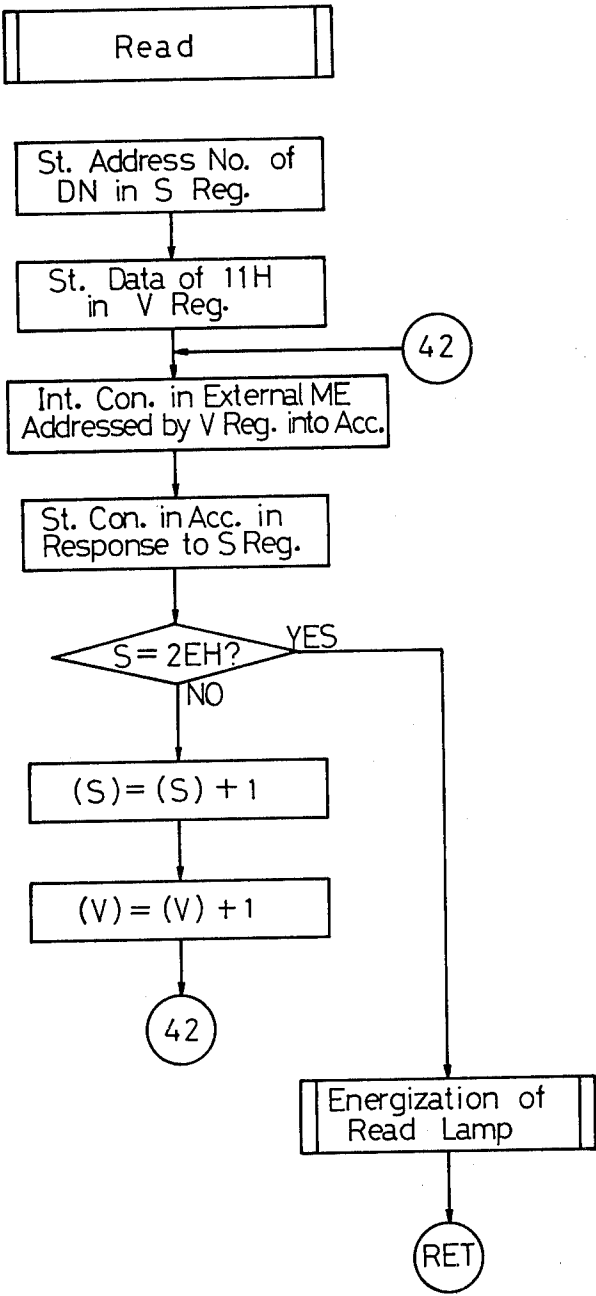 Read
St. Address No. of
DN in S Reg.
St. Data of 11H
in V Reg.
42
Int. Con. in External ME
Addressed by V Reg. into Acc.
St. Con. in Acc. in
Response to S Reg.
S = 2EH?
YES
NO
(S) = (S) + 1
(V) = (V) + 1
42
Energization of
Read Lamp
RET